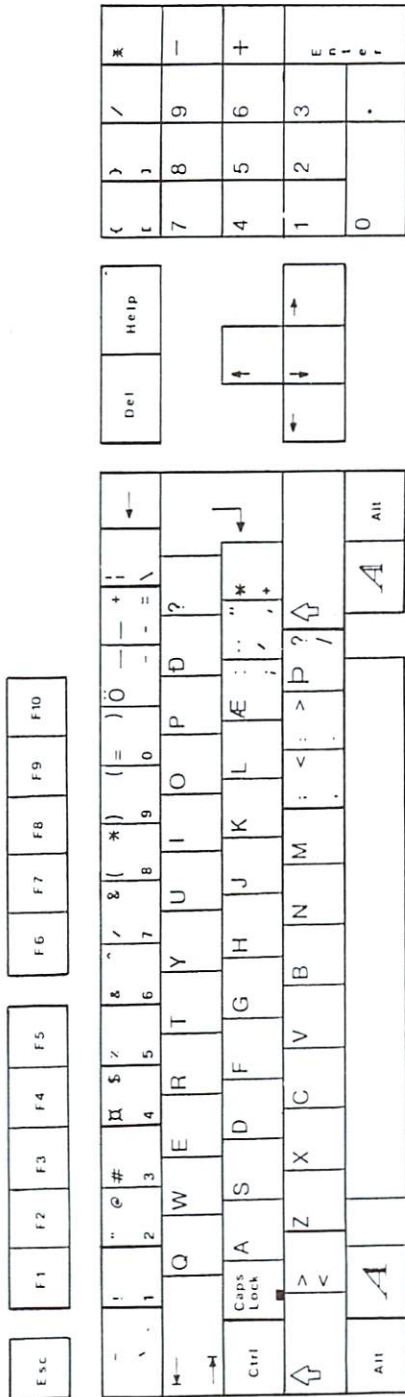 Esc F1 F2 F3 F4 F5 F6 F7 F8 F9 F10
! " @ # ¤ $ % & ^ / & ( * ) ( = ) Ö _ _ + ¦
1 2 3 4 5 6 7 8 9 0 - - = \ ←
Del Help
{ } / *
[ ]
Q W E R T Y U I O P Ð ?
7 8 9 −
Ctrl Caps Lock A S D F G H J K L Æ : ; " ' * +
↑
4 5 6 +
> < Z X C V B N M ; < , : > . Þ ? /
← ↓ →
1 2 3 Enter
Alt A A Alt
0 .